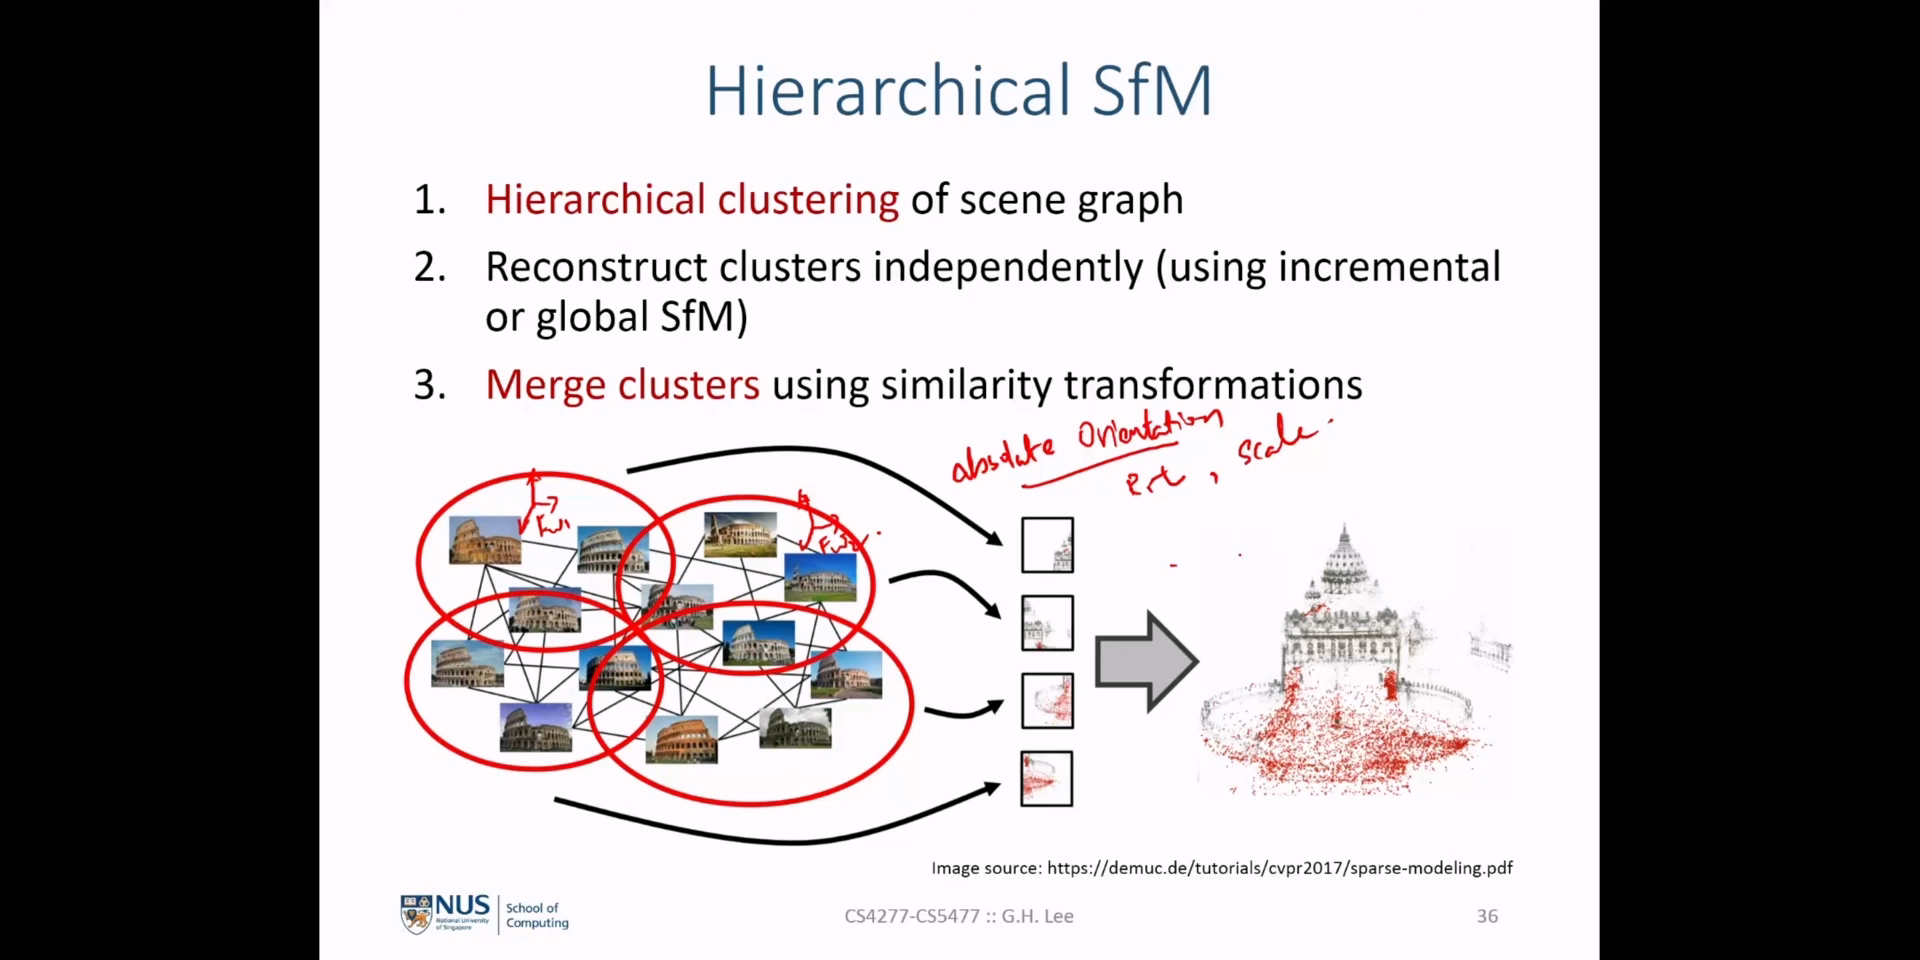 Hierarchical SfM
1. Hierarchical clustering of scene graph
2. Reconstruct clusters independently (using incremental
or global SfM)
3. Merge clusters using similarity transformations
absolute Orientation
, scale.
Fw1
Fw2
Image source: https://demuc.de/tutorials/cvpr2017/sparse-modeling.pdf
NUS
National University
of Singapore
School of
Computing
CS4277-CS5477 :: G.H. Lee
36